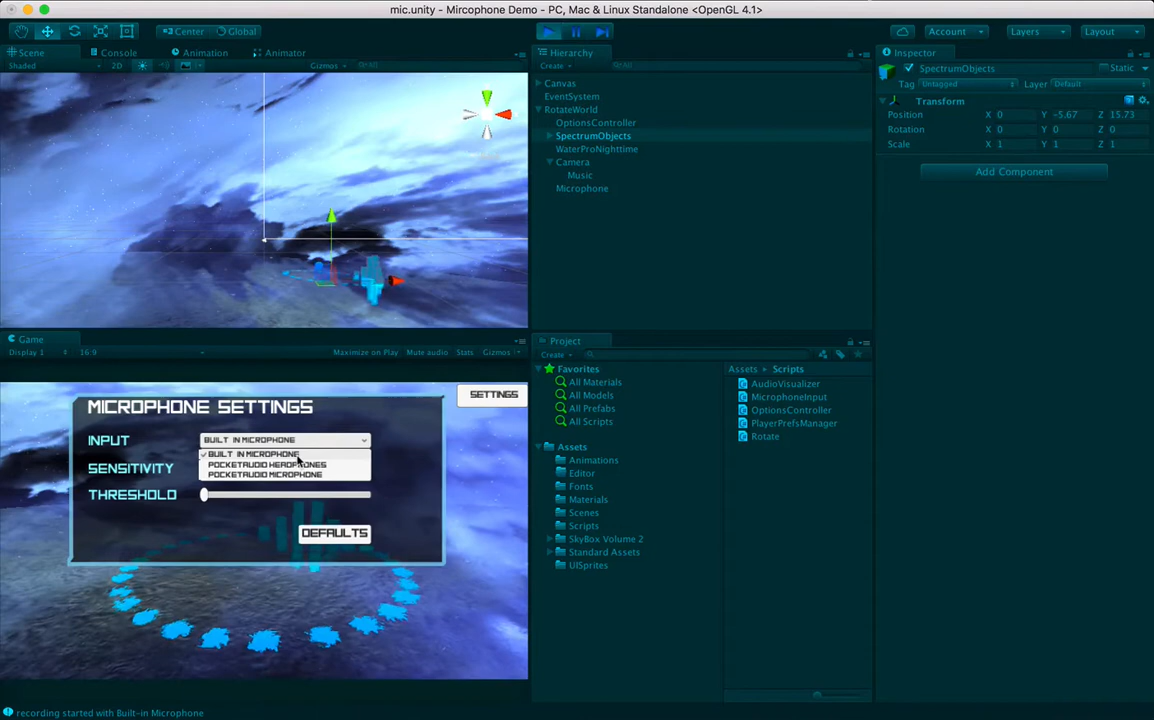 mic.unity - Mircophone Demo - PC, Mac & Linux Standalone <OpenGL 4.1>
Center Global
Account Layers Layout
Scene Console Animation Animator
Shaded 2D Gizmos All
Hierarchy
Create All
Canvas
EventSystem
RotateWorld
OptionsController
SpectrumObjects
WaterProNighttime
Camera
Music
Microphone
Inspector
SpectrumObjects Static
Tag Untagged Layer Default
Transform
Position X 0 Y -5.67 Z 15.73
Rotation X 0 Y 0 Z 0
Scale X 1 Y 1 Z 1
Add Component
Game
Display 1 16:9 Maximize on Play Mute audio Stats Gizmos
SETTINGS
MICROPHONE SETTINGS
INPUT BUILT IN MICROPHONE
BUILT IN MICROPHONE
POCKETAUDIO HEADPHONES
POCKETAUDIO MICROPHONE
SENSITIVITY
THRESHOLD
DEFAULTS
Project
Create
Favorites
All Materials
All Models
All Prefabs
All Scripts
Assets
Animations
Editor
Fonts
Materials
Scenes
Scripts
SkyBox Volume 2
Standard Assets
UISprites
Assets Scripts
AudioVisualizer
MicrophoneInput
OptionsController
PlayerPrefsManager
Rotate
recording started with Built-in Microphone